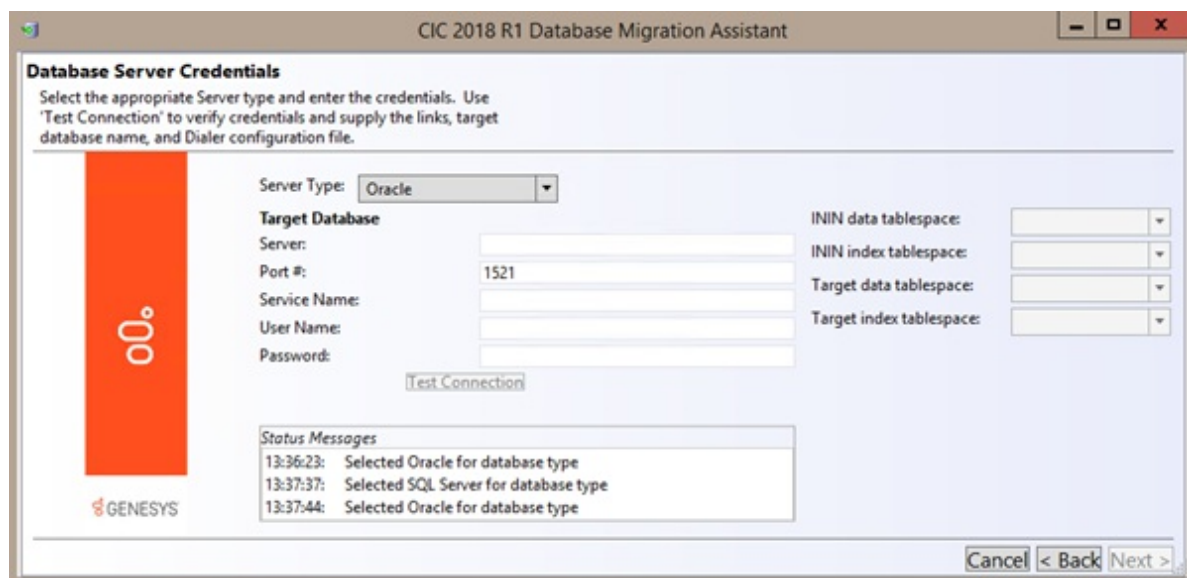 CIC 2018 R1 Database Migration Assistant
Database Server Credentials
Select the appropriate Server type and enter the credentials. Use
'Test Connection' to verify credentials and supply the links, target
database name, and Dialer configuration file.
Server Type: Oracle
Target Database
Server:
Port #: 1521
Service Name:
User Name:
Password:
Test Connection
ININ data tablespace:
ININ index tablespace:
Target data tablespace:
Target index tablespace:
Status Messages
13:36:23: Selected Oracle for database type
13:37:37: Selected SQL Server for database type
13:37:44: Selected Oracle for database type
GENESYS
Cancel < Back Next >